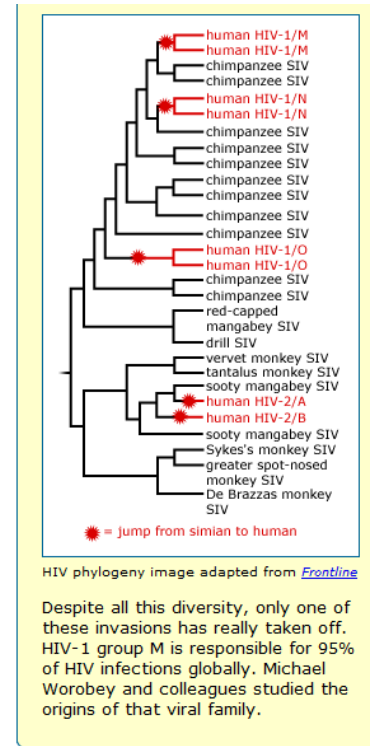 human HIV-1/M
human HIV-1/M
chimpanzee SIV
chimpanzee SIV
human HIV-1/N
human HIV-1/N
chimpanzee SIV
chimpanzee SIV
chimpanzee SIV
chimpanzee SIV
chimpanzee SIV
chimpanzee SIV
chimpanzee SIV
human HIV-1/O
human HIV-1/O
chimpanzee SIV
chimpanzee SIV
red-capped
mangabey SIV
drill SIV
vervet monkey SIV
tantalus monkey SIV
sooty mangabey SIV
human HIV-2/A
human HIV-2/B
sooty mangabey SIV
Sykes's monkey SIV
greater spot-nosed
monkey SIV
De Brazzas monkey
SIV
= jump from simian to human
HIV phylogeny image adapted from Frontline
Despite all this diversity, only one of
these invasions has really taken off.
HIV-1 group M is responsible for 95%
of HIV infections globally. Michael
Worobey and colleagues studied the
origins of that viral family.